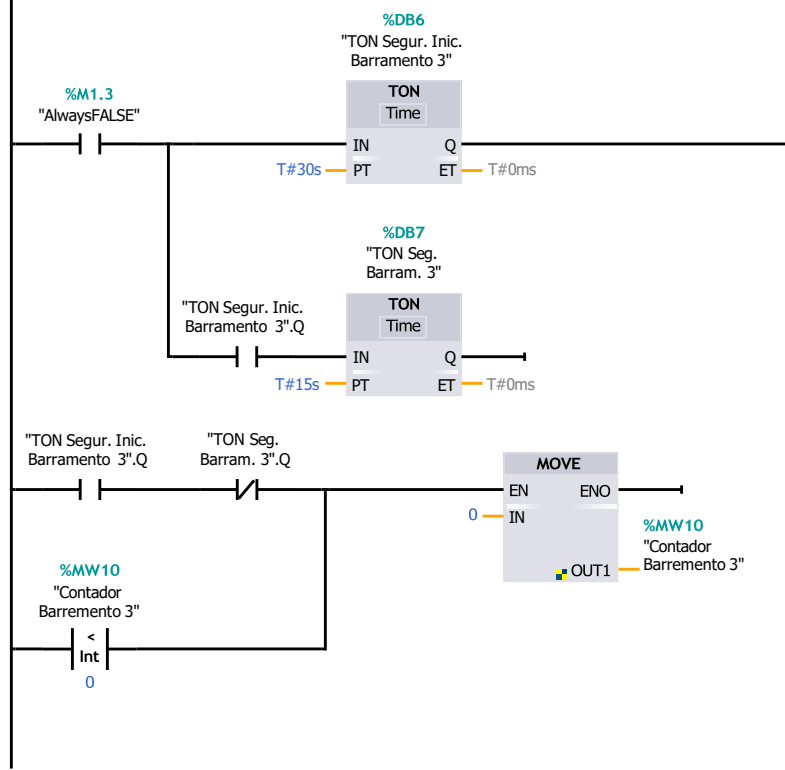 %DB6
"TON Segur. Inic.
Barramento 3"
TON
Time
%M1.3
"AlwaysFALSE"
IN Q
T#30s PT ET T#0ms
%DB7
"TON Seg.
Barram. 3"
TON
Time
"TON Segur. Inic.
Barramento 3".Q
IN Q
T#15s PT ET T#0ms
"TON Segur. Inic.
Barramento 3".Q
"TON Seg.
Barram. 3".Q
MOVE
EN ENO
0 IN
%MW10
"Contador
Barremento 3"
OUT1
%MW10
"Contador
Barremento 3"
<
Int
0